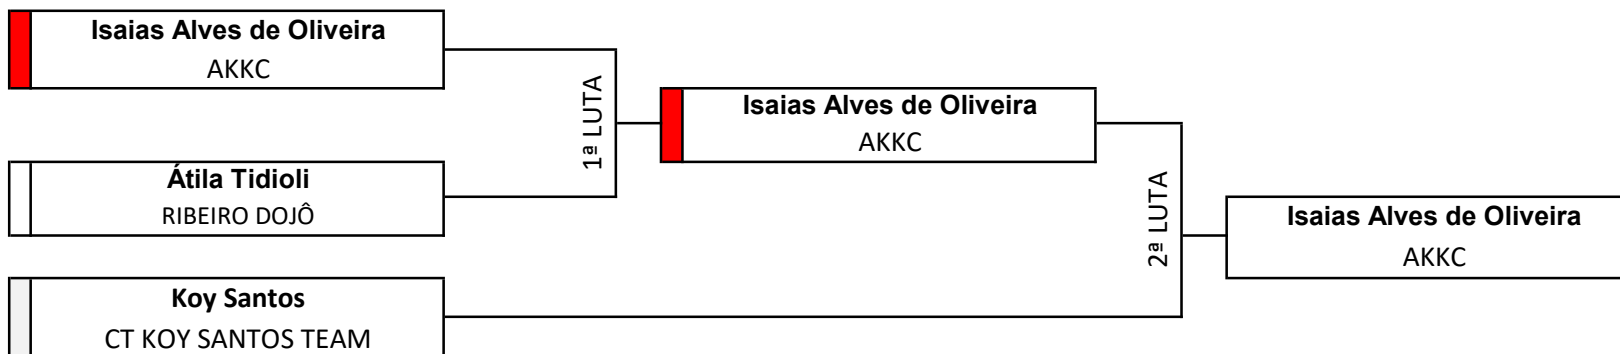 Isaias Alves de Oliveira
AKKC
1ª LUTA
Átila Tidioli
RIBEIRO DOJÔ
Isaias Alves de Oliveira
AKKC
2ª LUTA
Koy Santos
CT KOY SANTOS TEAM
Isaias Alves de Oliveira
AKKC